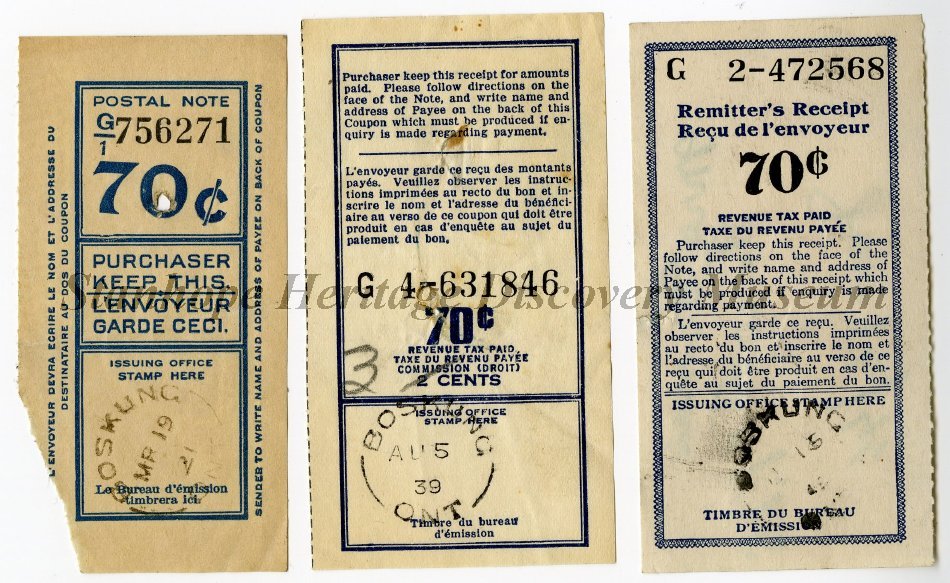 L'ENVOYEUR DEVRA ÉCRIRE LE NOM ET L'ADRESSE DU
DESTINATAIRE AU DOS DU COUPON
POSTAL NOTE
G/1 756271
70¢
PURCHASER
KEEP THIS.
L'ENVOYEUR
GARDE CECI.
ISSUING OFFICE
STAMP HERE
BOSKUNG
MR 19
21
Le Bureau d'émission
timbrera ici.
SENDER TO WRITE NAME AND ADDRESS OF PAYEE ON BACK OF COUPON
Purchaser keep this receipt for amounts
paid. Please follow directions on the
face of the Note, and write name and
address of Payee on the back of this
Coupon which must be produced if en-
quiry is made regarding payment.
L'envoyeur garde ce reçu des montants
payés. Veuillez observer les instruc-
tions imprimées au recto du bon et in-
scrire le nom et l'adresse du bénéfici-
aire au verso de ce coupon qui doit être
produit en cas d'enquête au sujet du
paiement du bon.
G 4-631846
70¢
REVENUE TAX PAID
TAXE DU REVENU PAYÉE
COMMISSION (DROIT)
2 CENTS
3
ISSUING OFFICE
STAMP HERE
BOSKUNG
AU 5
39
ONT
Timbre du bureau
d'émission
G 2-472568
Remitter's Receipt
Reçu de l'envoyeur
70¢
REVENUE TAX PAID
TAXE DU REVENU PAYÉE
Purchaser keep this receipt. Please
follow directions on the face of the
Note, and write name and address of
Payee on the back of this receipt which
must be produced if enquiry is made
regarding payment.
L'envoyeur garde ce reçu. Veuillez
observer les instructions imprimées
au recto du bon et inscrire le nom et
l'adresse du bénéficiaire au verso de ce
reçu qui doit être produit en cas d'en-
quête au sujet du paiement du bon.
ISSUING OFFICE STAMP HERE
BOSKUNG
TIMBRE DU BUREAU
D'ÉMISSION
Stanhope Heritage Discovery Museum